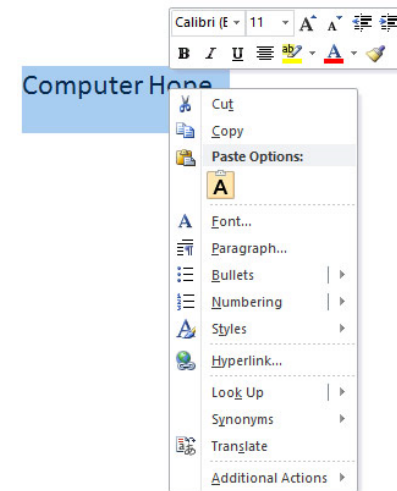 Calibri (E 11 A A
B I U ab A
Computer Hope
Cut
Copy
Paste Options:
A
A Font...
Paragraph...
Bullets
Numbering
Styles
Hyperlink...
Look Up
Synonyms
Translate
Additional Actions